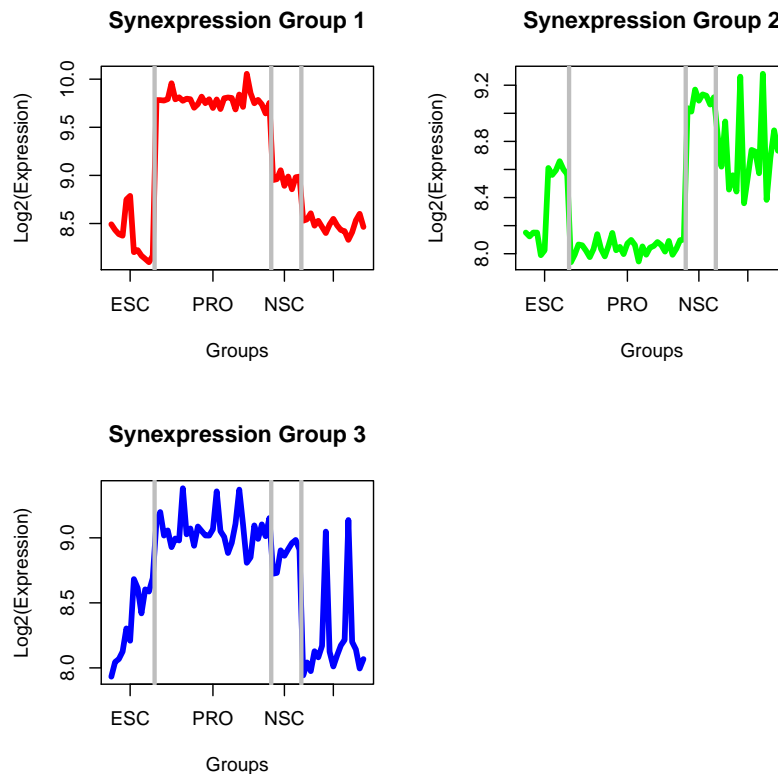 Synexpression Group 1
Log2(Expression)
10.0
9.5
9.0
8.5
ESC PRO NSC
Groups
Synexpression Group 2
Log2(Expression)
9.2
8.8
8.4
8.0
ESC PRO NSC
Groups
Synexpression Group 3
Log2(Expression)
9.0
8.5
8.0
ESC PRO NSC
Groups